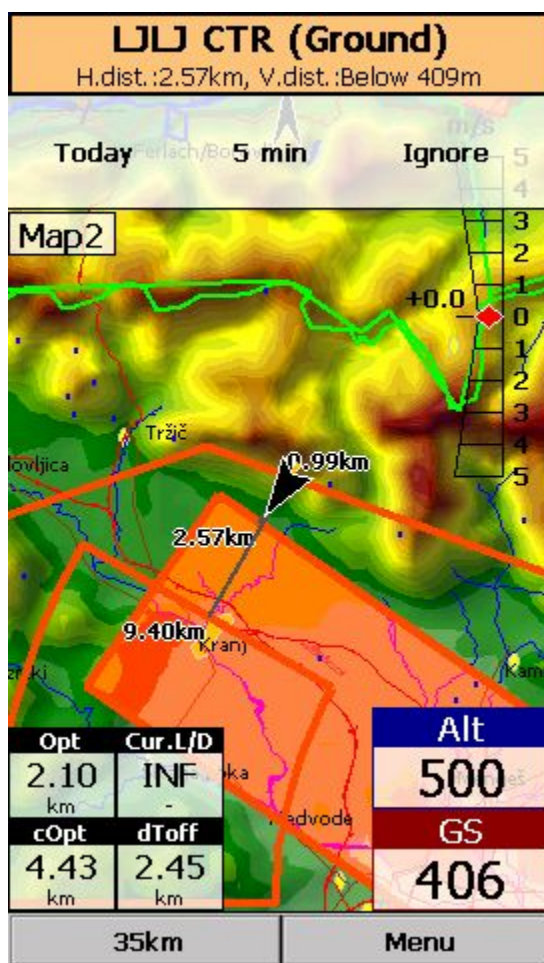 LJLJ CTR (Ground)
H.dist.:2.57km, V.dist.:Below 409m
m/s
Today
5 min
Ignore
Map2
5
4
3
2
1
+0.0
0
1
2
3
4
5
Tržič
0.99km
2.57km
9.40km
Kranj
Opt
Cur.L/D
2.10
INF
km
-
cOpt
dToff
4.43
2.45
km
km
Alt
500
GS
406
35km
Menu